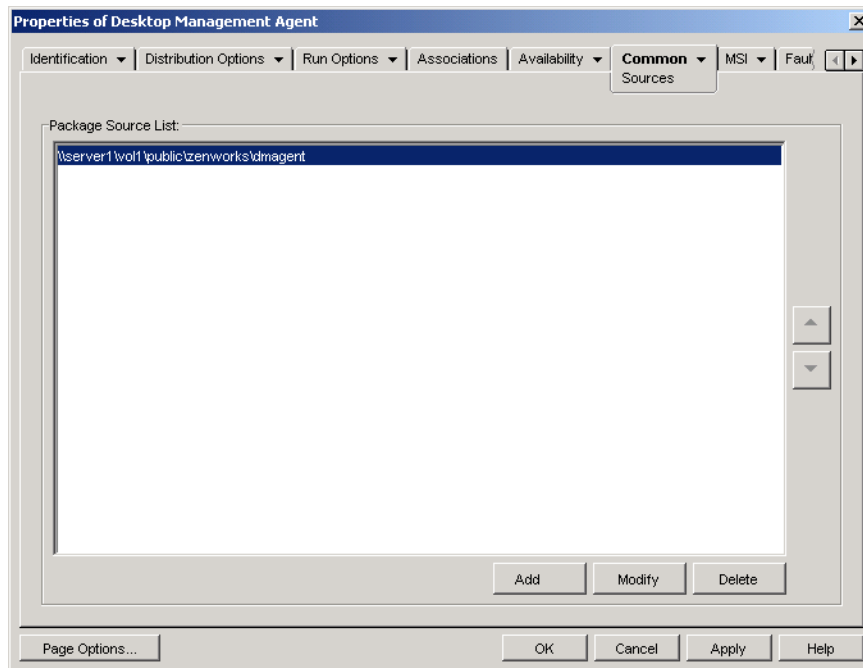 Properties of Desktop Management Agent
Identification Distribution Options Run Options Associations Availability Common MSI Faul
Sources
Package Source List:
\\server1\vol1\public\zenworks\dmagent
Add Modify Delete
Page Options... OK Cancel Apply Help